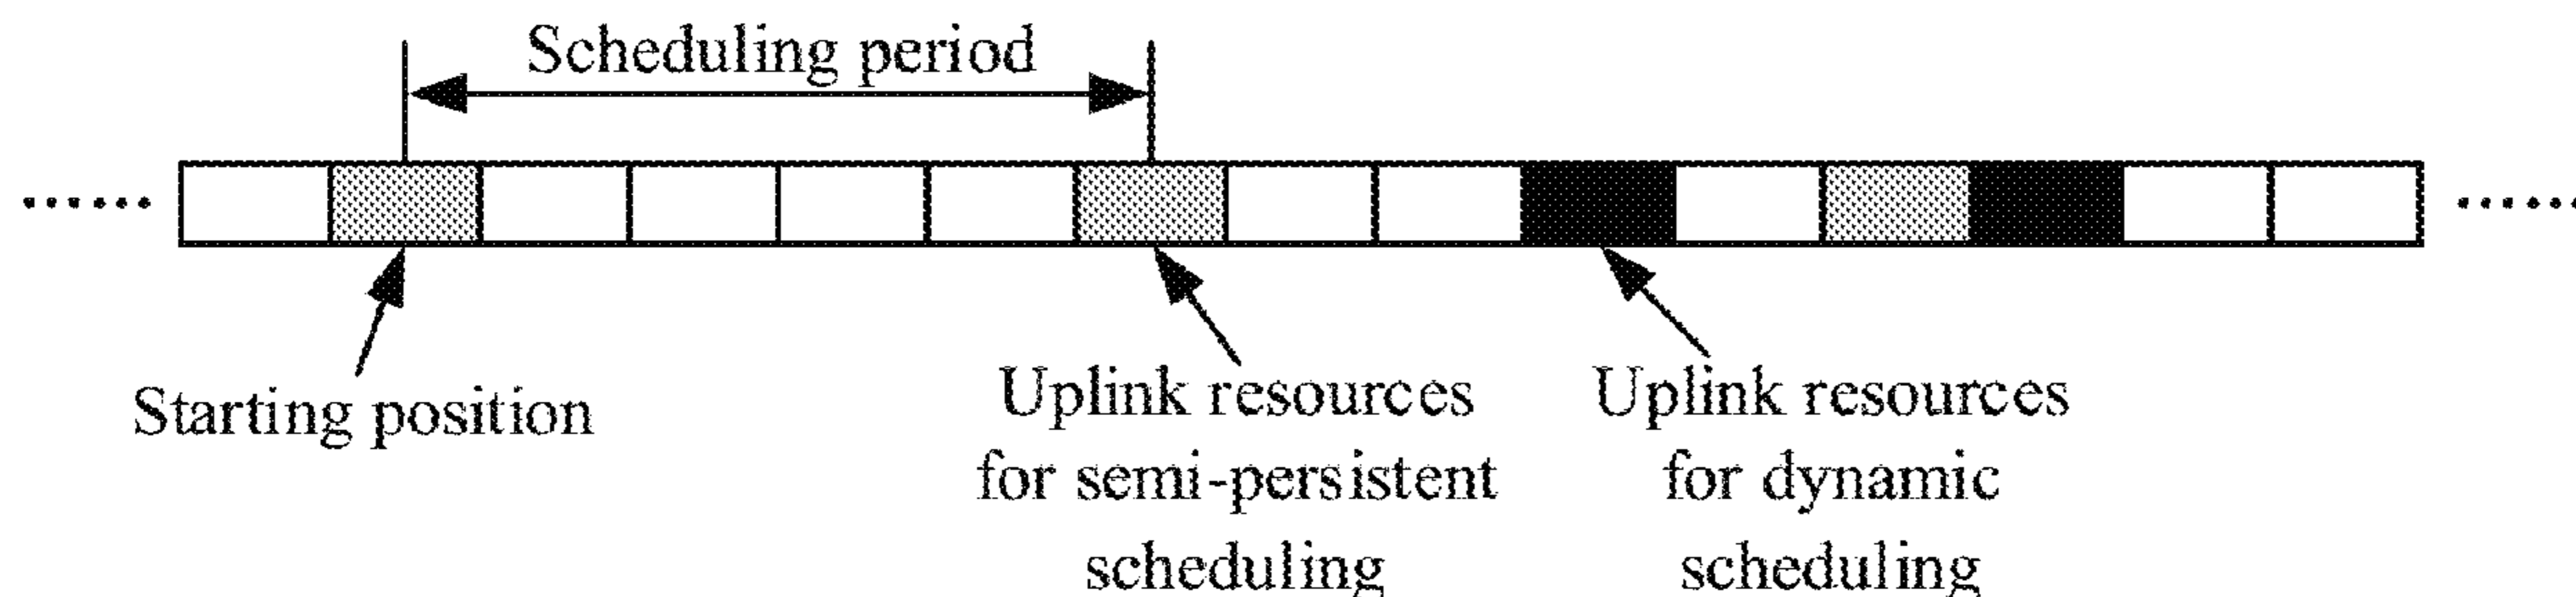 Scheduling period
Starting position
Uplink resources
for semi-persistent
scheduling
Uplink resources
for dynamic
scheduling